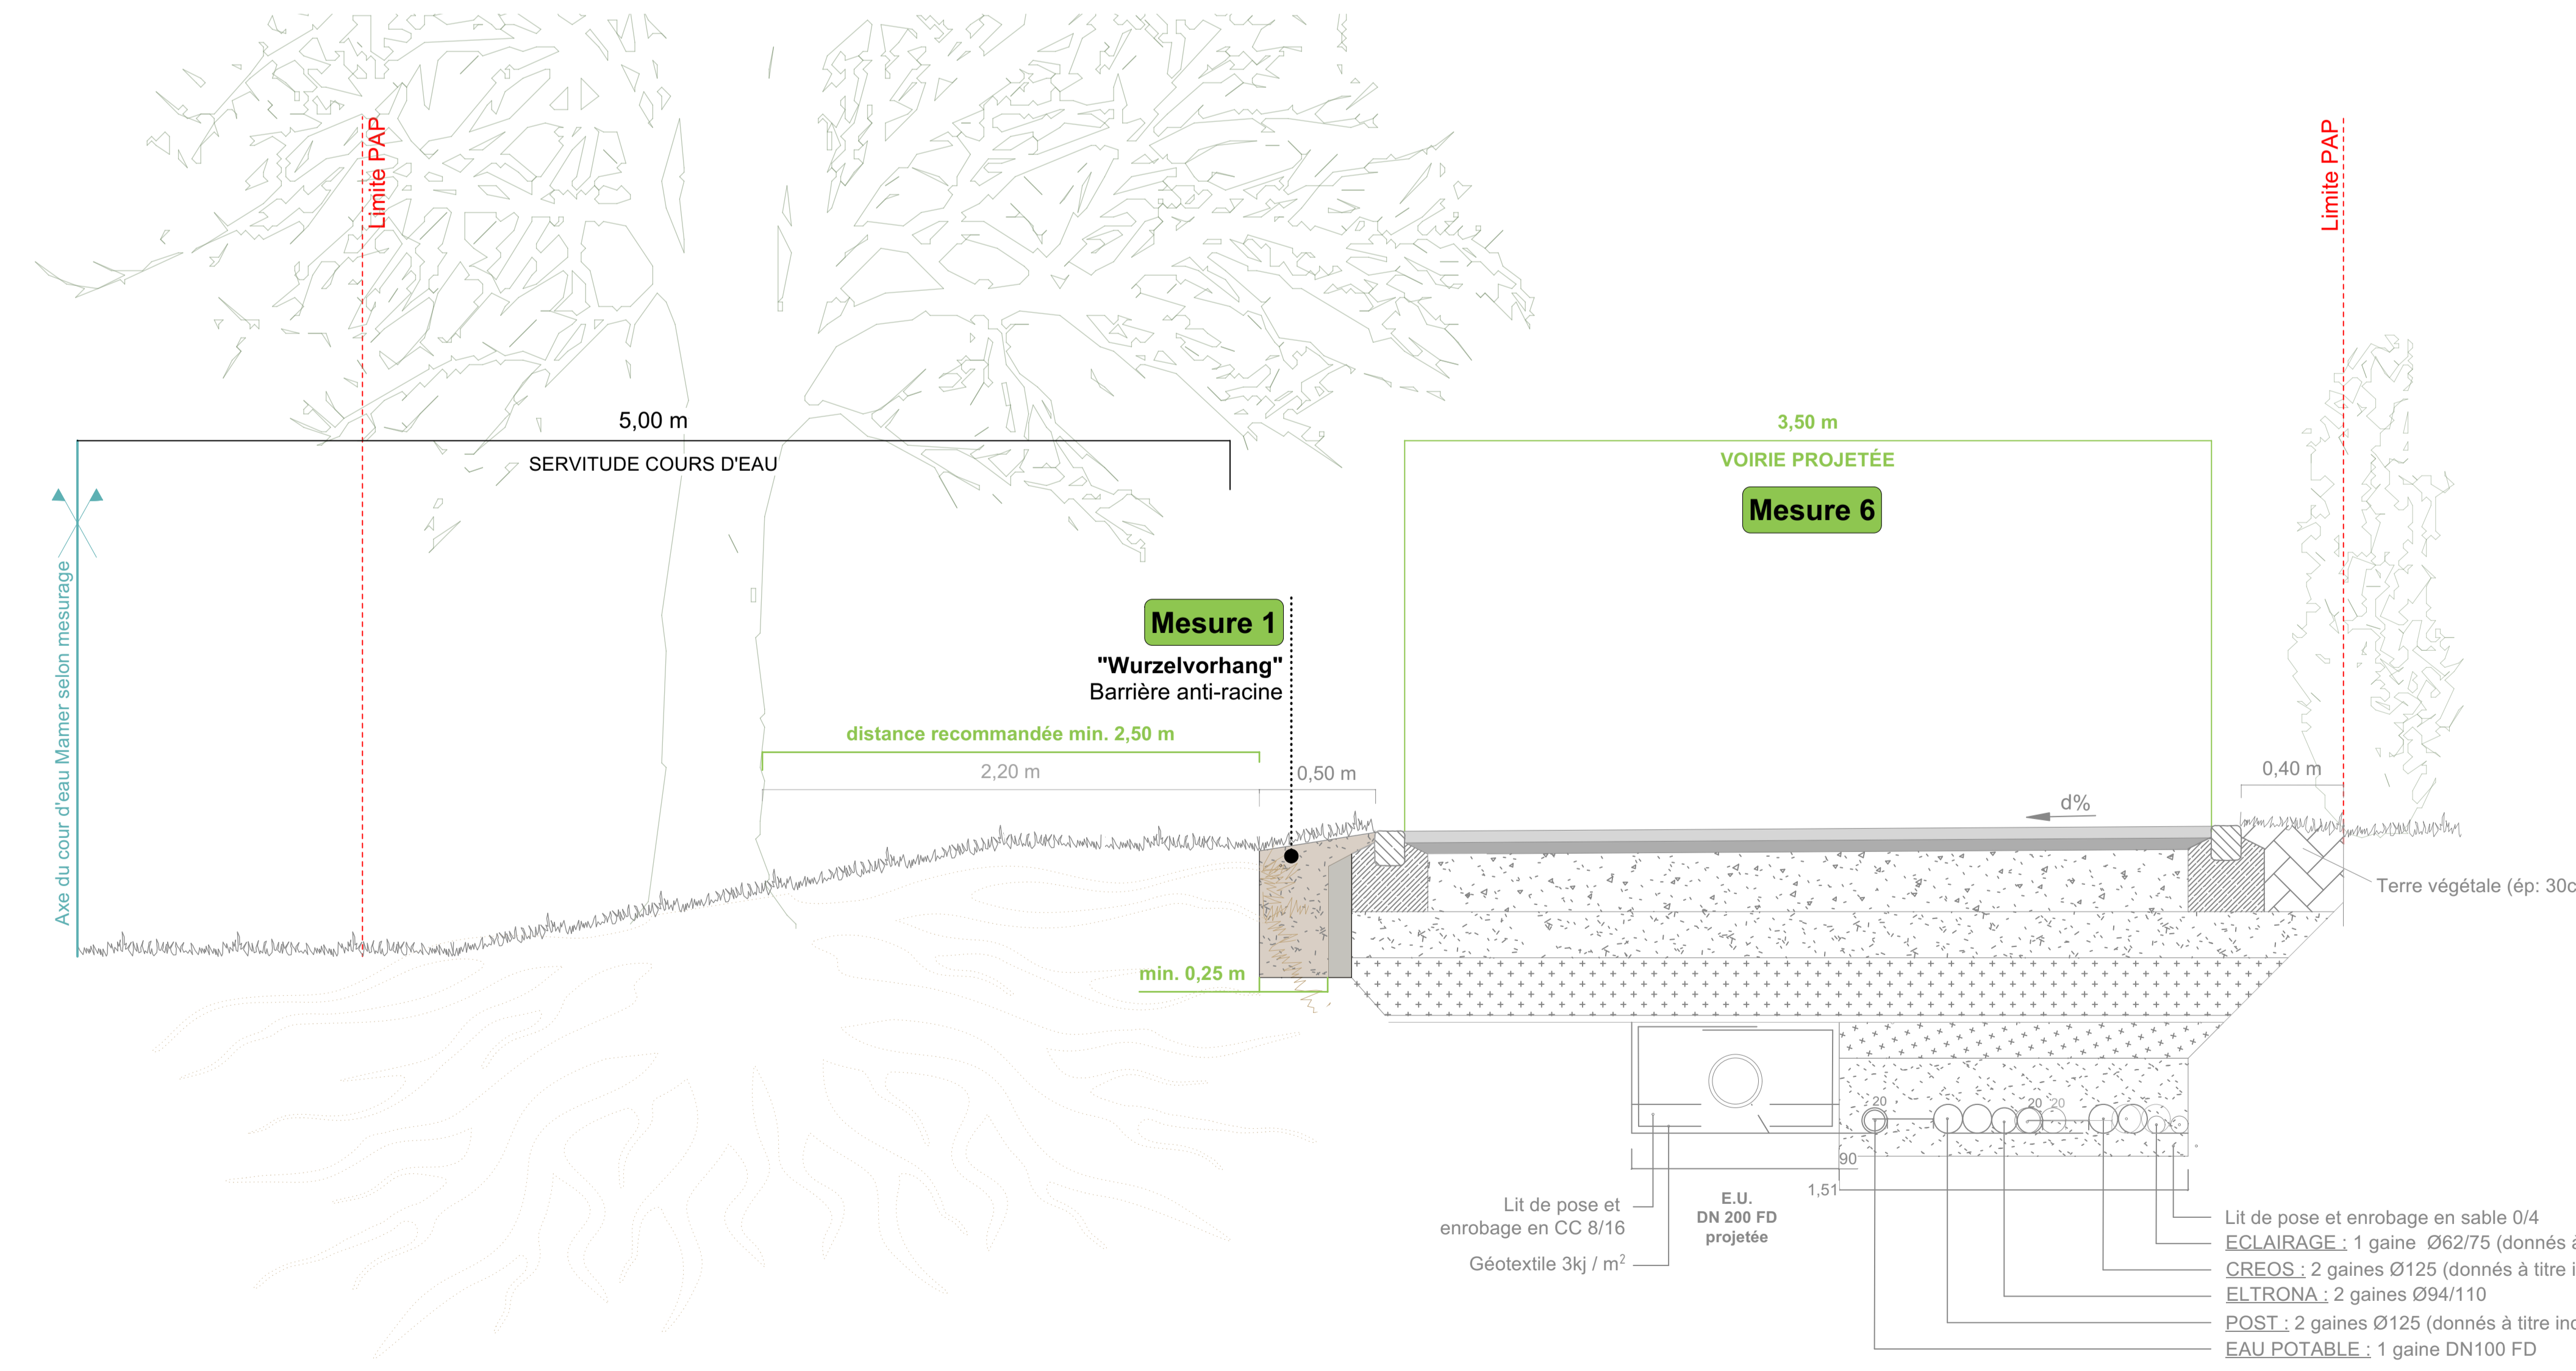 Limite PAP
Limite PAP
5,00 m
SERVITUDE COURS D'EAU
3,50 m
VOIRIE PROJETÉE
Mesure 6
Axe du cour d'eau Mamer selon mesurage
Mesure 1
"Wurzelvorhang"
Barrière anti-racine
distance recommandée min. 2,50 m
2,20 m
0,50 m
0,40 m
d%
Terre végétale (ép: 30c
min. 0,25 m
20
20
20
90
1,51
Lit de pose et
enrobage en CC 8/16
Géotextile 3kj / m²
E.U.
DN 200 FD
projetée
Lit de pose et enrobage en sable 0/4
ECLAIRAGE : 1 gaine Ø62/75 (donnés à
CREOS : 2 gaines Ø125 (donnés à titre i
ELTRONA : 2 gaines Ø94/110
POST : 2 gaines Ø125 (donnés à titre ind
EAU POTABLE : 1 gaine DN100 FD